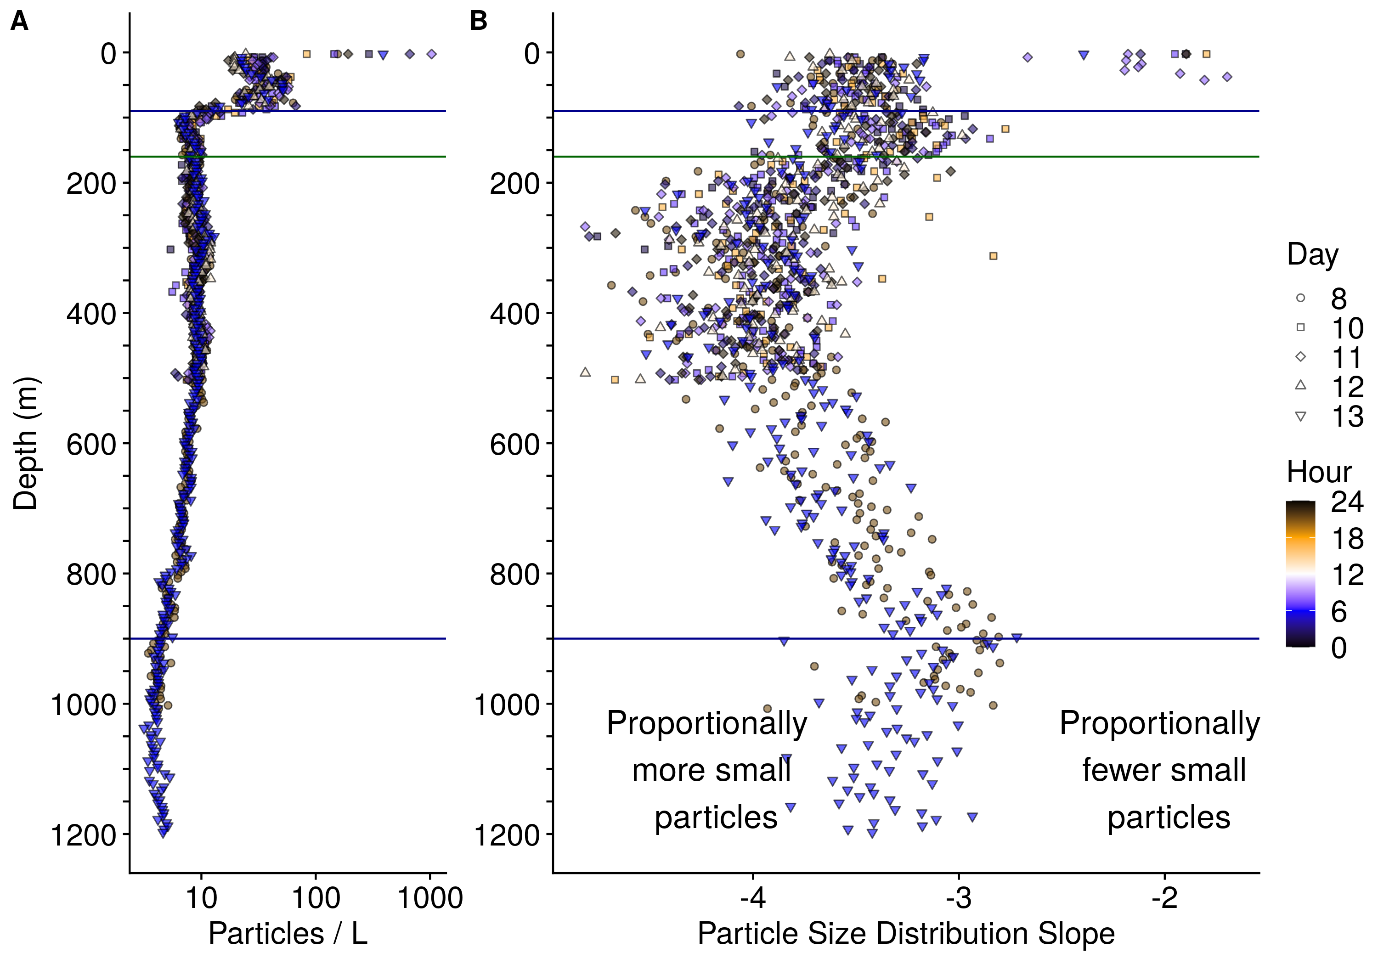 A
B
0
200
400
600
800
1000
1200
Depth (m)
10
100
1000
Particles / L
0
200
400
600
800
1000
1200
-4
-3
-2
Particle Size Distribution Slope
Proportionally
more small
particles
Proportionally
fewer small
particles
Day
8
10
11
12
13
Hour
24
18
12
6
0